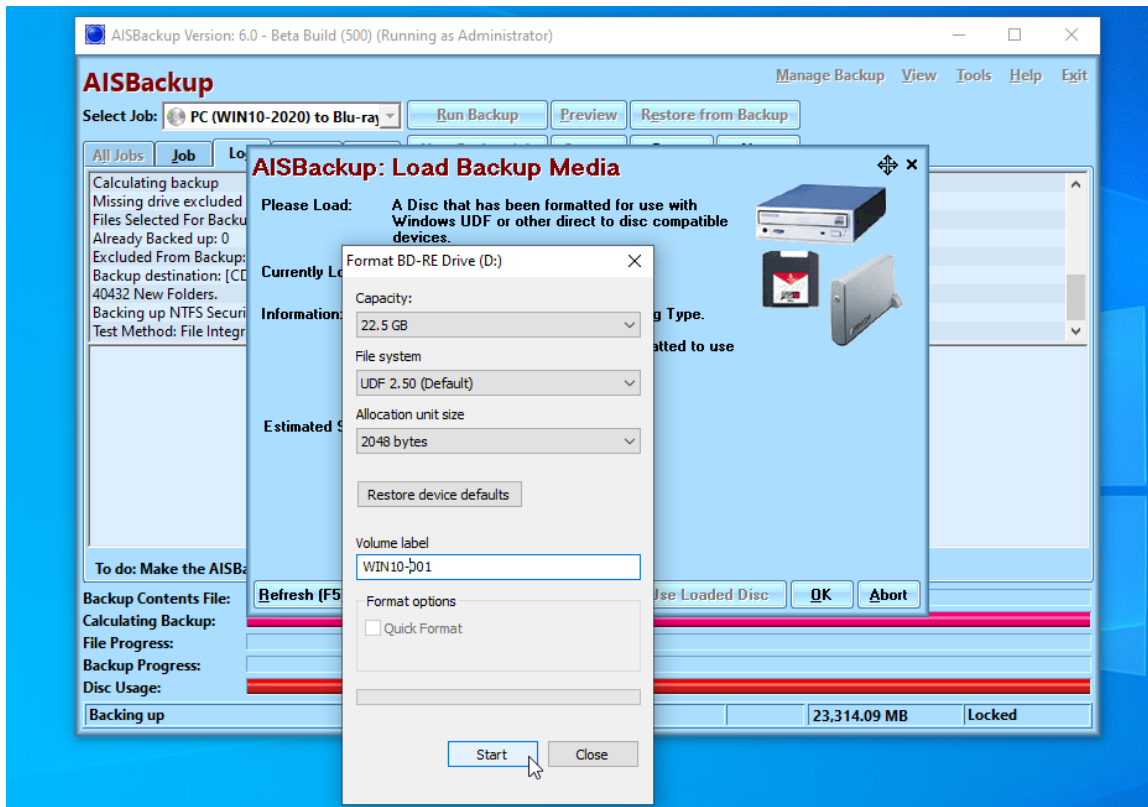 AISBackup Version: 6.0 - Beta Build (500) (Running as Administrator)
AISBackup
Manage Backup View Tools Help Exit
Select Job: PC (WIN10-2020) to Blu-ray
Run Backup Preview Restore from Backup
All Jobs Job Lo
Calculating backup
Missing drive excluded
Files Selected For Backu
Already Backed up: 0
Excluded From Backup:
Backup destination: [CD
40432 New Folders.
Backing up NTFS Securi
Test Method: File Integr
To do: Make the AISBa
AISBackup: Load Backup Media
Please Load: A Disc that has been formatted for use with
Windows UDF or other direct to disc compatible
devices.
Currently Lo
Information: g Type.
atted to use
Estimated S
Refresh (F5 Use Loaded Disc OK Abort
Format BD-RE Drive (D:)
Capacity:
22.5 GB
File system
UDF 2.50 (Default)
Allocation unit size
2048 bytes
Restore device defaults
Volume label
WIN10-001
Format options
Quick Format
Start Close
Backup Contents File:
Calculating Backup:
File Progress:
Backup Progress:
Disc Usage:
Backing up 23,314.09 MB Locked